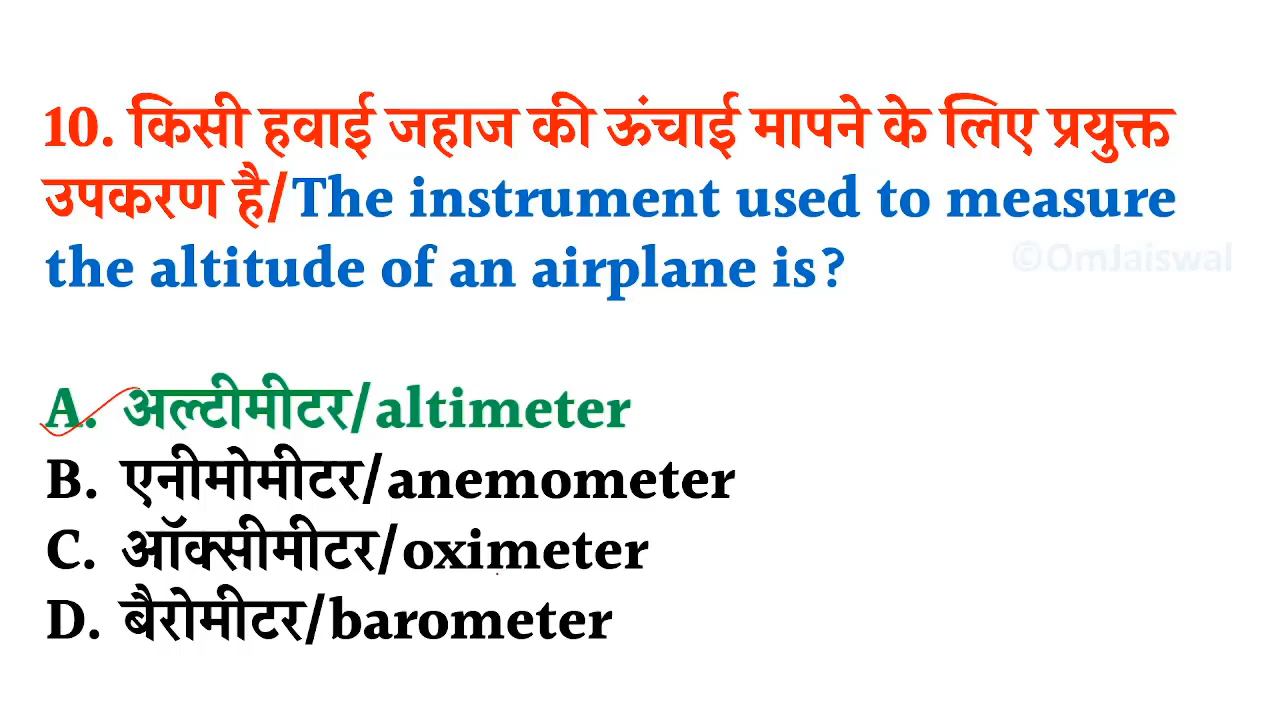 10. किसी हवाई जहाज की ऊंचाई मापने के लिए प्रयुक्त
उपकरण है/The instrument used to measure
the altitude of an airplane is?
©OmJaiswal
A. अल्टीमीटर/altimeter
B. एनीमोमीटर/anemometer
C. ऑक्सीमीटर/oximeter
D. बैरोमीटर/barometer